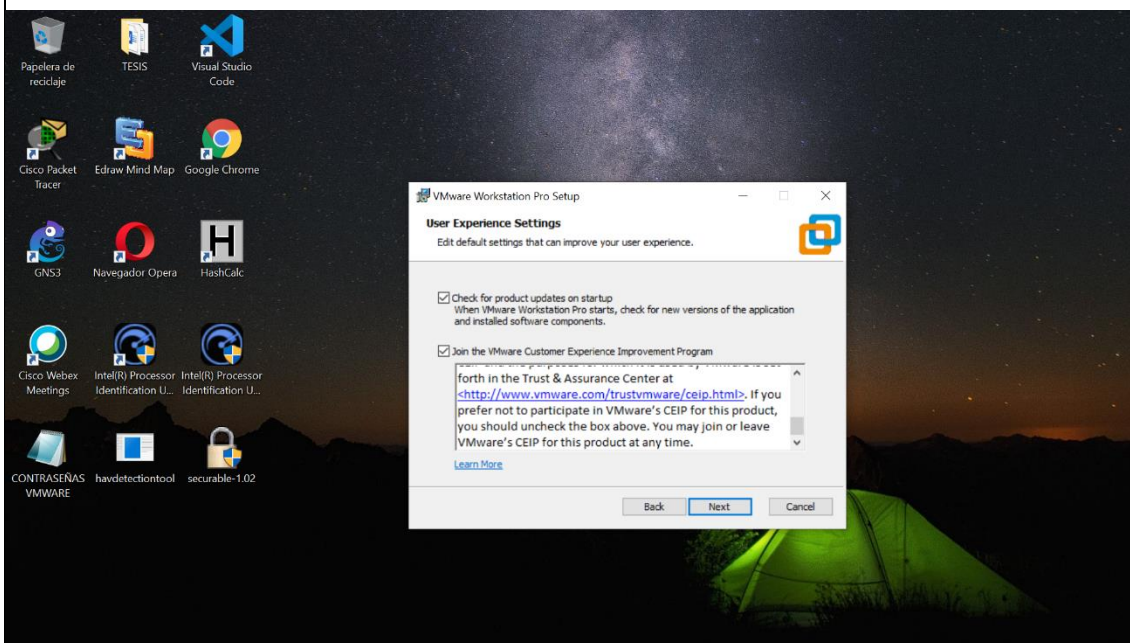 Papelera de
reciclaje
TESIS
Visual Studio
Code
Cisco Packet
Tracer
Edraw Mind Map
Google Chrome
GNS3
Navegador Opera
HashCalc
Cisco Webex
Meetings
Intel(R) Processor
Identification U...
Intel(R) Processor
Identification U...
CONTRASEÑAS
VMWARE
havdetectiontool
securable-1.02
VMware Workstation Pro Setup
User Experience Settings
Edit default settings that can improve your user experience.
Check for product updates on startup
When VMware Workstation Pro starts, check for new versions of the application
and installed software components.
Join the VMware Customer Experience Improvement Program
forth in the Trust & Assurance Center at
<http://www.vmware.com/trustvmware/ceip.html>. If you
prefer not to participate in VMware's CEIP for this product,
you should uncheck the box above. You may join or leave
VMware's CEIP for this product at any time.
Learn More
Back
Next
Cancel